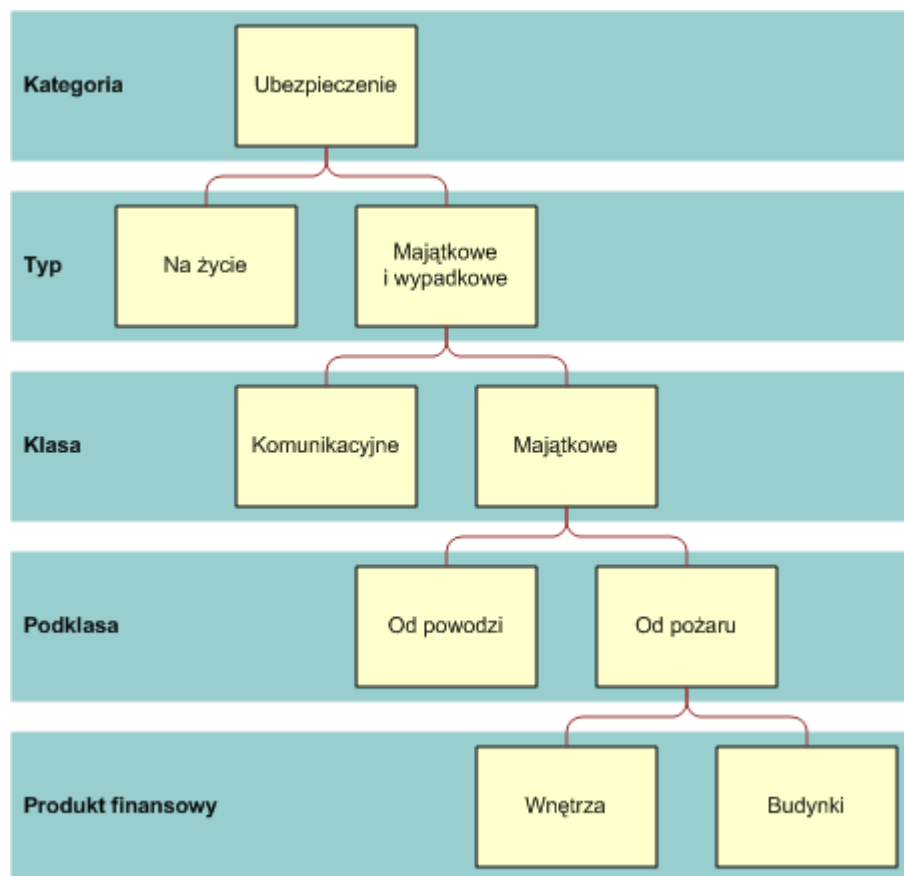 Kategoria
Ubezpieczenie
Typ
Na życie
Majątkowe
i wypadkowe
Klasa
Komunikacyjne
Majątkowe
Podklasa
Od powodzi
Od pożaru
Produkt finansowy
Wnętrza
Budynki